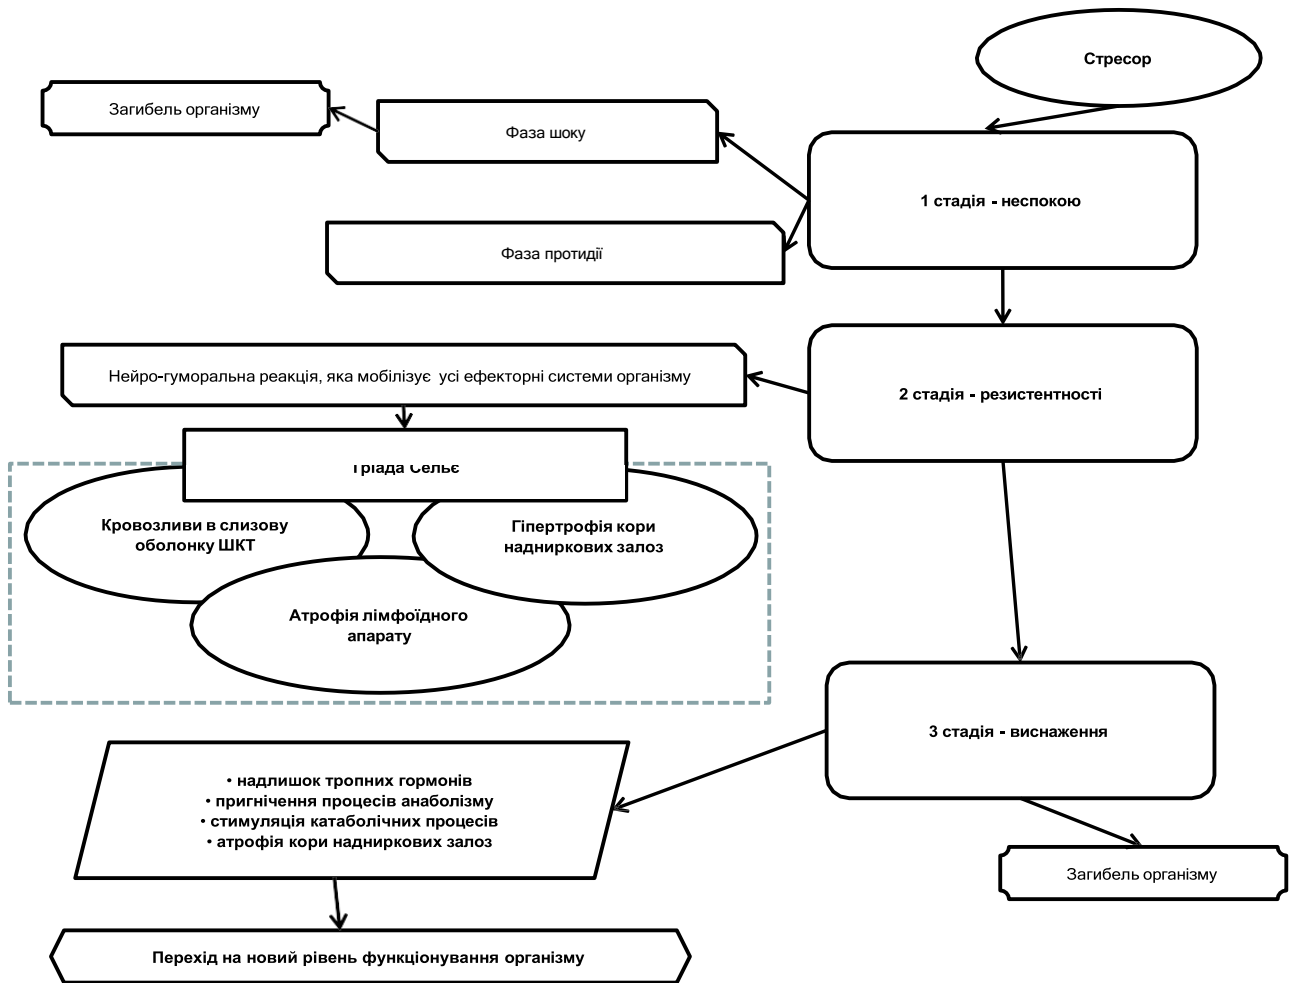 Стресор
Загибель організму
Фаза шоку
1 стадія - неспокою
Фаза протидії
Нейро-гуморальна реакція, яка мобілізує усі ефекторні системи організму
2 стадія - резистентності
Тріада Сельє
Кровозливи в слизову
оболонку ШКТ
Гіпертрофія кори
надниркових залоз
Атрофія лімфоїдного
апарату
3 стадія - виснаження
• надлишок тропних гормонів
• пригнічення процесів анаболізму
• стимуляція катаболічних процесів
• атрофія кори надниркових залоз
Загибель організму
Перехід на новий рівень функціонування організму